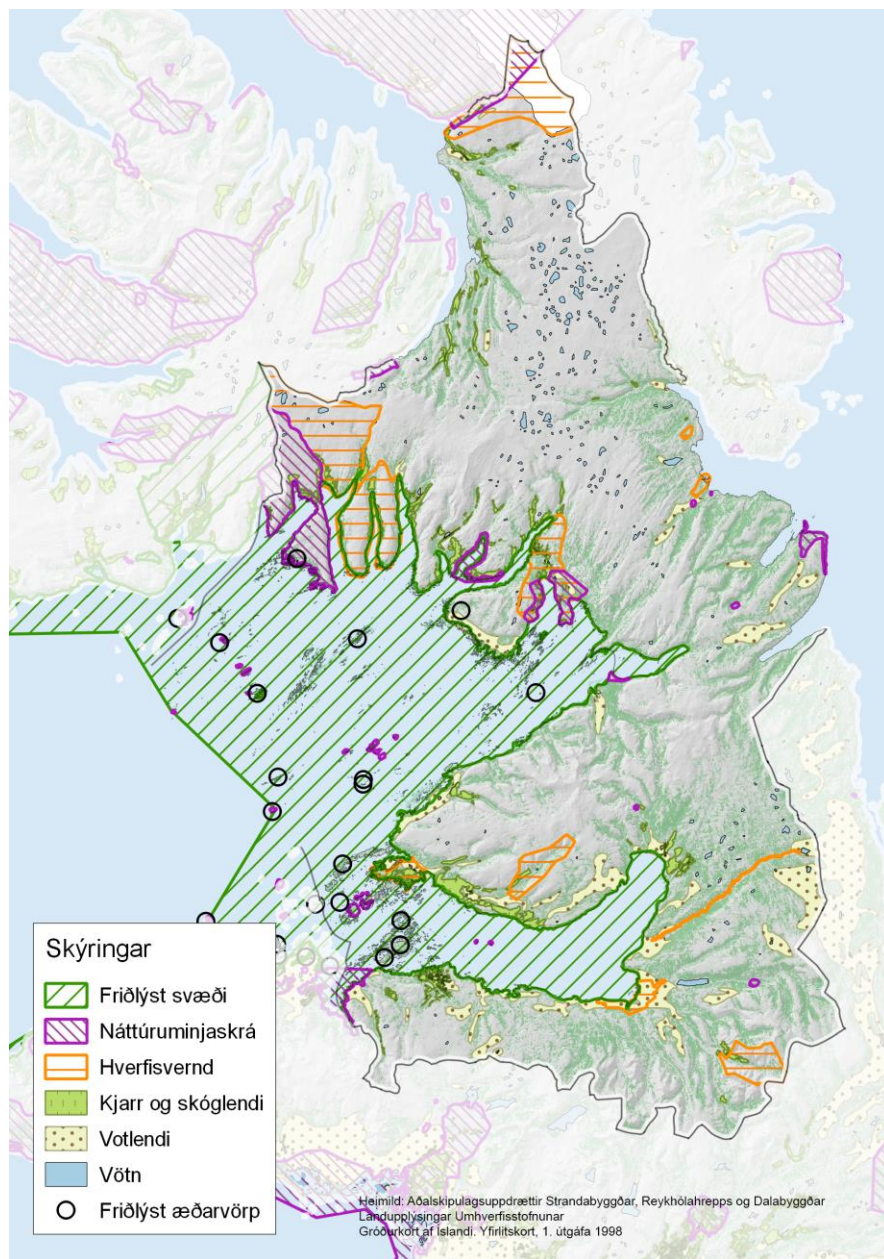 Skýringar
Friðlýst svæði
Náttúruminjaskrá
Hverfisvernd
Kjarr og skóglendi
Votlendi
Vötn
Friðlýst æðarvörp
Heimild: Aðalskipulagsuppdrættir Strandabyggðar, Reykhólahrepps og Dalabyggðar
Landupplýsingar Umhverfisstofnunar
Gróðurkort af Íslandi. Yfirlitskort, 1. útgáfa 1998